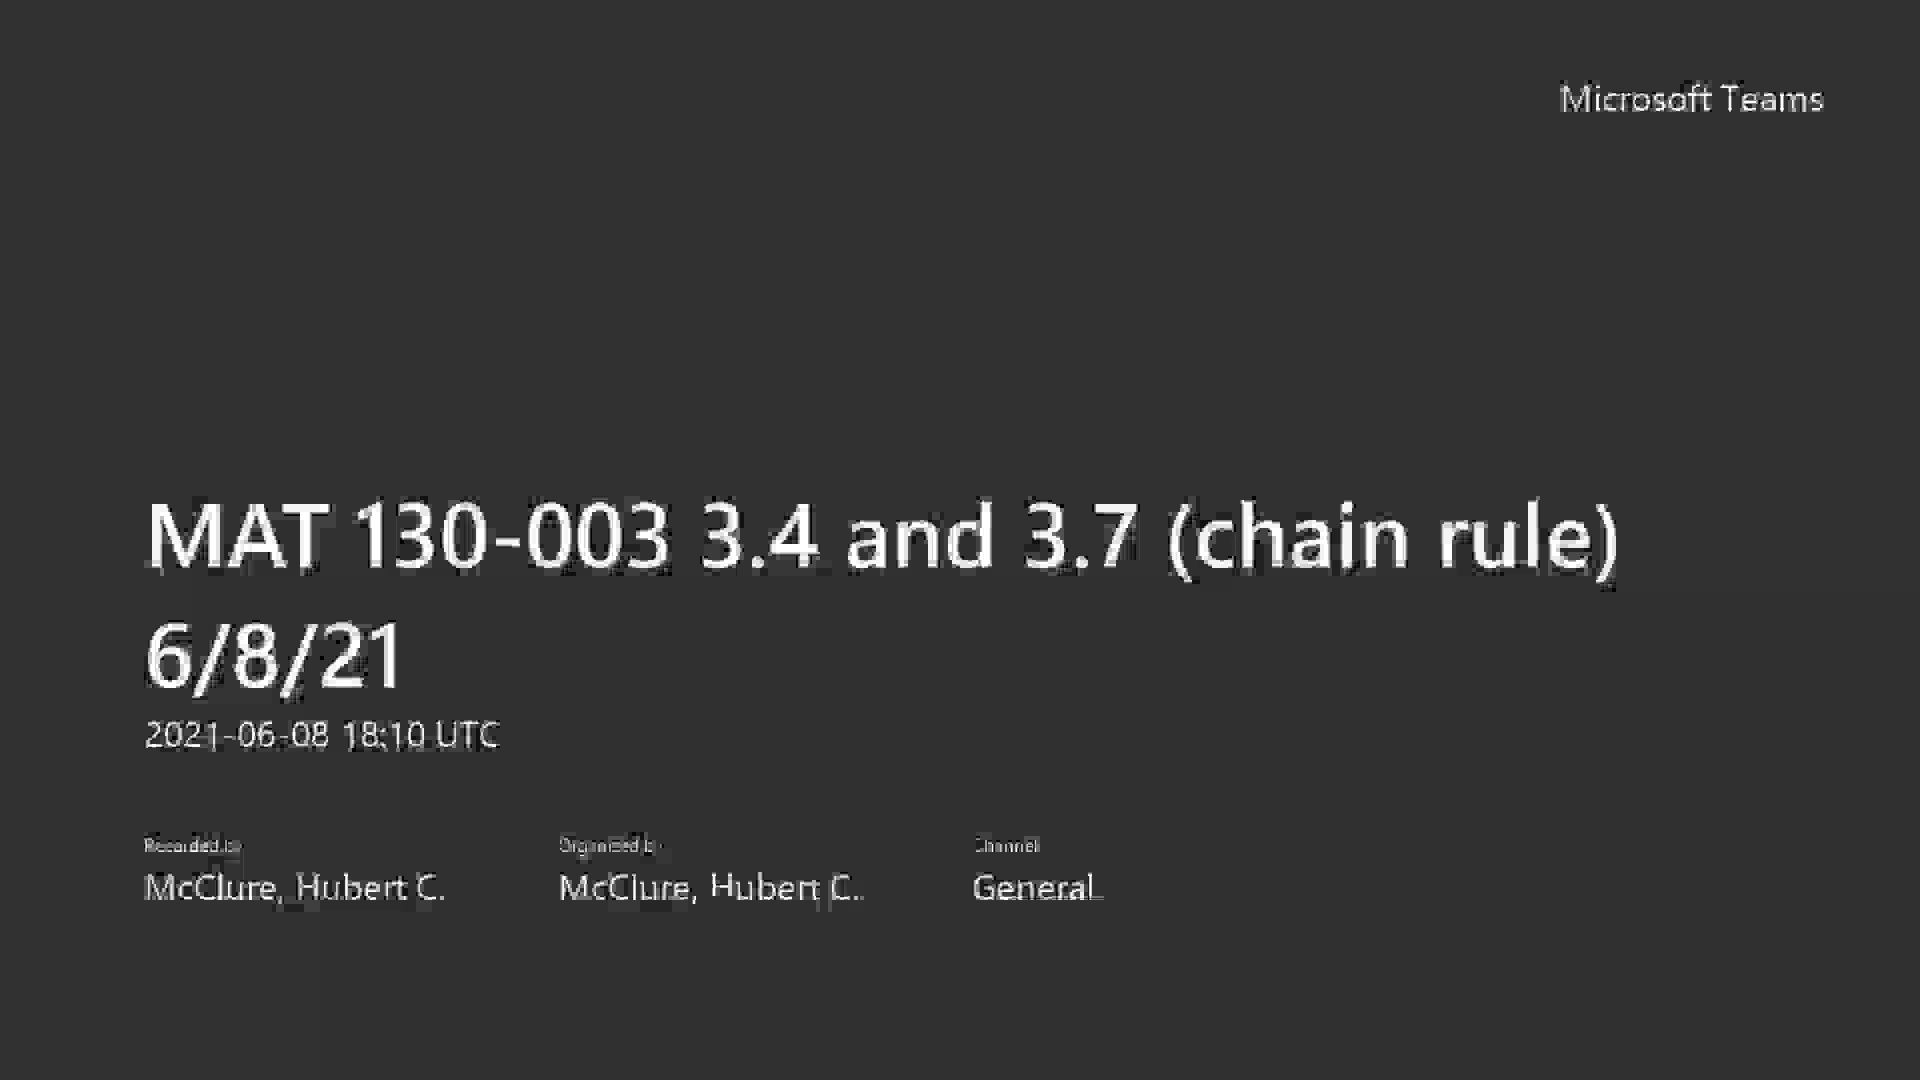 Microsoft Teams
MAT 130-003 3.4 and 3.7 (chain rule)
6/8/21
2021-06-08 18:10 UTC
Recorded by
Organized by
Channel
McClure, Hubert C.
McClure, Hubert C.
General